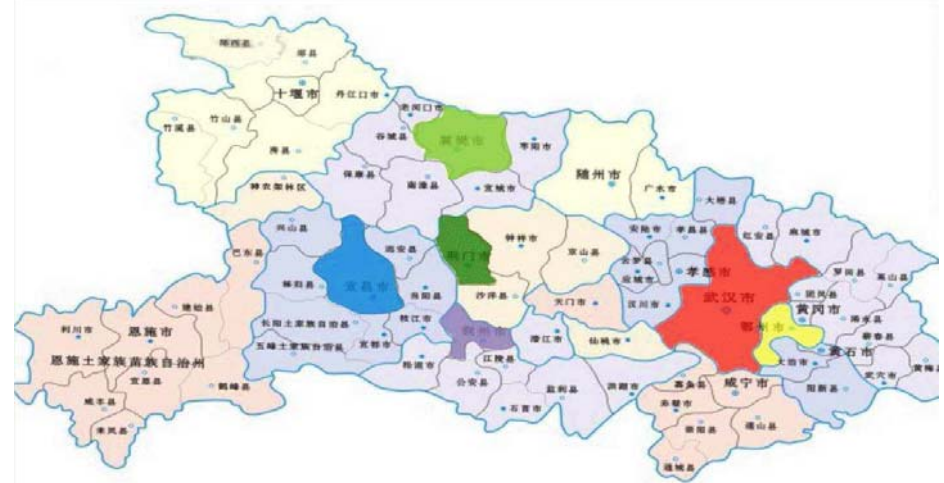 郧西县
郧县
十堰市
丹江口市
竹溪县
竹山县
房县
老河口市
谷城县
襄樊市
枣阳市
保康县
南漳县
宜城市
神农架林区
随州市
广水市
大悟县
兴山县
巴东县
远安县
荆门市
钟祥市
京山县
安陆市
孝昌县
红安县
麻城市
云梦县
孝感市
应城市
罗田县
英山县
秭归县
宜昌市
当阳市
沙洋县
天门市
汉川市
武汉市
团风县
黄冈市
浠水县
鄂州市
蕲春县
建始县
利川市
恩施市
恩施土家族苗族自治州
长阳土家族自治县
枝江市
荆州市
潜江市
仙桃市
黄石市
大冶市
五峰土家族自治县
宜都市
松滋市
江陵县
公安县
监利县
洪湖市
石首市
嘉鱼县
咸宁市
阳新县
武穴市
黄梅县
宣恩县
鹤峰县
咸丰县
来凤县
赤壁市
崇阳县
通山县
通城县